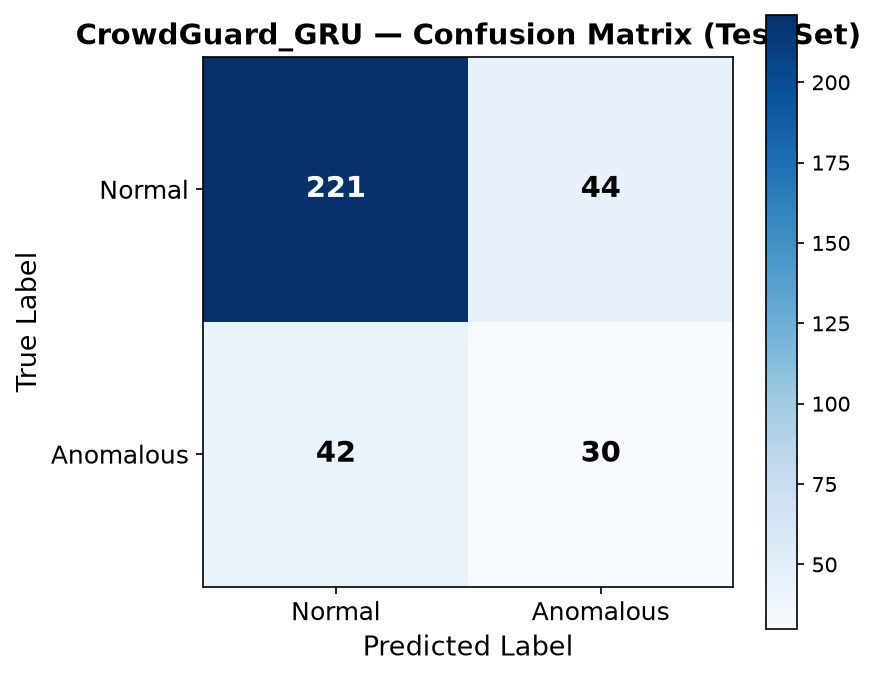 CrowdGuard_GRU — Confusion Matrix (Test Set)
200
175
150
125
100
75
50
True Label
Normal
221
44
Anomalous
42
30
Normal
Anomalous
Predicted Label